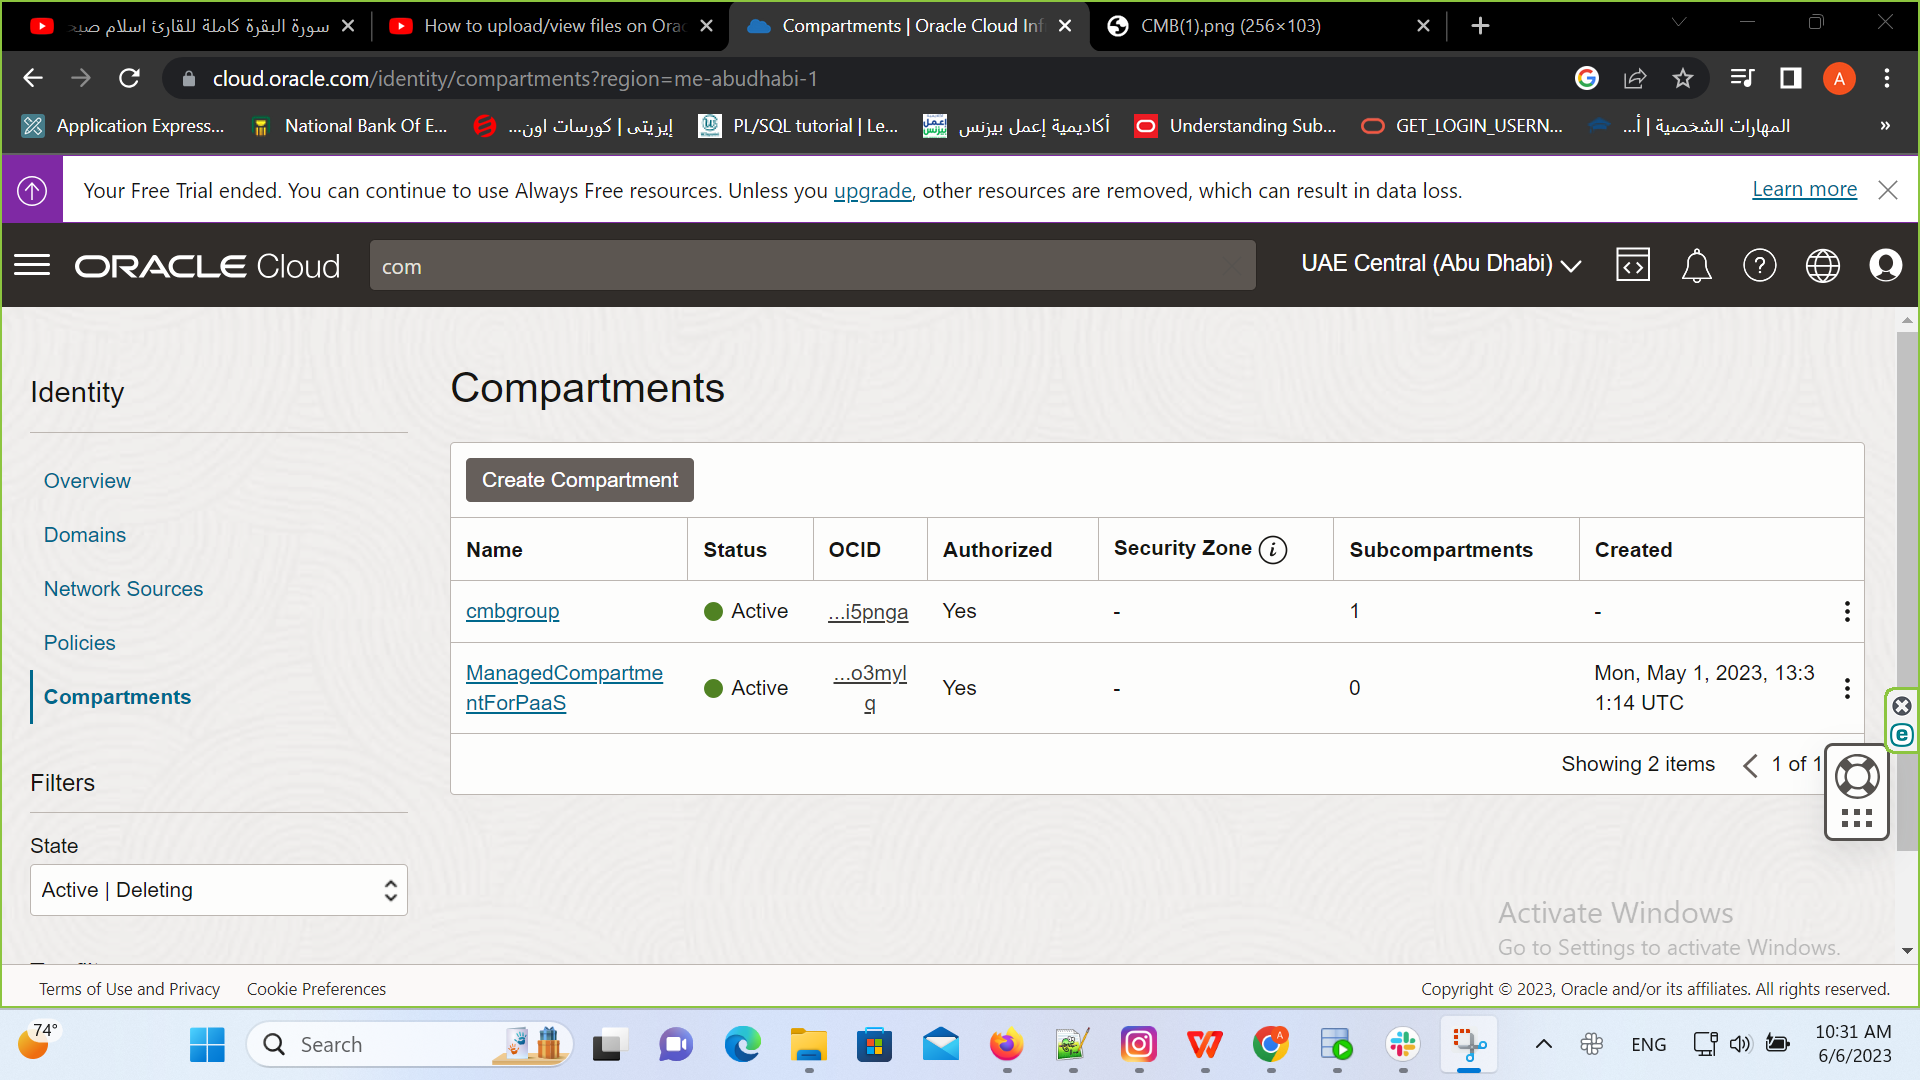 سورة البقرة كاملة للقارئ اسلام صبح
How to upload/view files on Orac
Compartments | Oracle Cloud Inf
CMB(1).png (256×103)
cloud.oracle.com/identity/compartments?region=me-abudhabi-1
A
Application Express...
National Bank Of E...
إيزيتى | كورسات اون...
PL/SQL tutorial | Le...
أكاديمية إعمل بيزنس
Understanding Sub...
GET_LOGIN_USERN...
المهارات الشخصية | أ...
»
Your Free Trial ended. You can continue to use Always Free resources. Unless you upgrade, other resources are removed, which can result in data loss.
Learn more
ORACLE Cloud
com
UAE Central (Abu Dhabi)
Identity
Overview
Domains
Network Sources
Policies
Compartments
Filters
State
Active | Deleting
Compartments
Create Compartment
Name Status OCID Authorized Security Zone Subcompartments Created
cmbgroup Active ...i5pnga Yes - 1 -
ManagedCompartme
ntForPaaS Active ...o3myl
q Yes - 0 Mon, May 1, 2023, 13:3
1:14 UTC
Showing 2 items
1 of 1
Activate Windows
Go to Settings to activate Windows.
Terms of Use and Privacy
Cookie Preferences
Copyright © 2023, Oracle and/or its affiliates. All rights reserved.
74°
Search
ENG
10:31 AM
6/6/2023